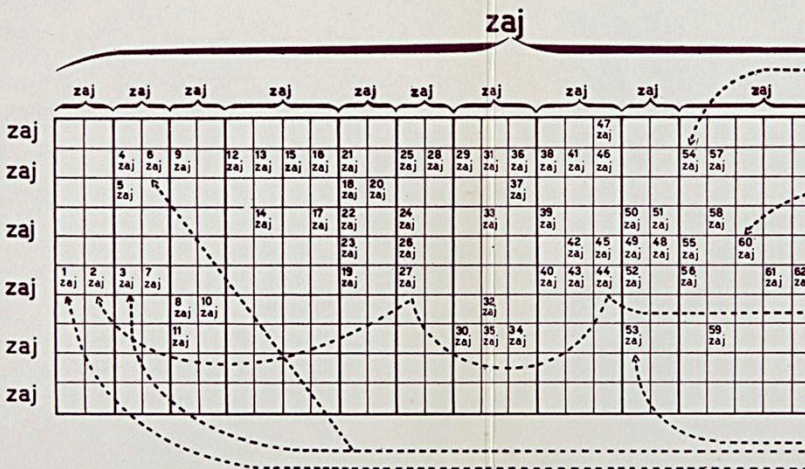 zaj
zaj zaj zaj zaj zaj zaj zaj zaj zaj zaj
47
zaj zaj
4 6 9 12 13 15 16 21 25 28 29 31 36 38 41 46 54 57
zaj zaj zaj zaj zaj zaj zaj zaj zaj zaj zaj zaj zaj zaj zaj zaj zaj zaj zaj
5 18 20 37
zaj zaj zaj zaj
14 17 22 24 33 39 50 51 58
zaj zaj zaj zaj zaj zaj zaj zaj zaj zaj
23 26 42 45 49 48 55 60
zaj zaj zaj zaj zaj zaj zaj zaj
1 2 3 7 19 27 40 43 44 52 56 61 62
zaj zaj zaj zaj zaj zaj zaj zaj zaj zaj zaj zaj zaj zaj
8 10 32
zaj zaj zaj
11 30 35 34 53 59
zaj zaj zaj zaj zaj zaj zaj
zaj